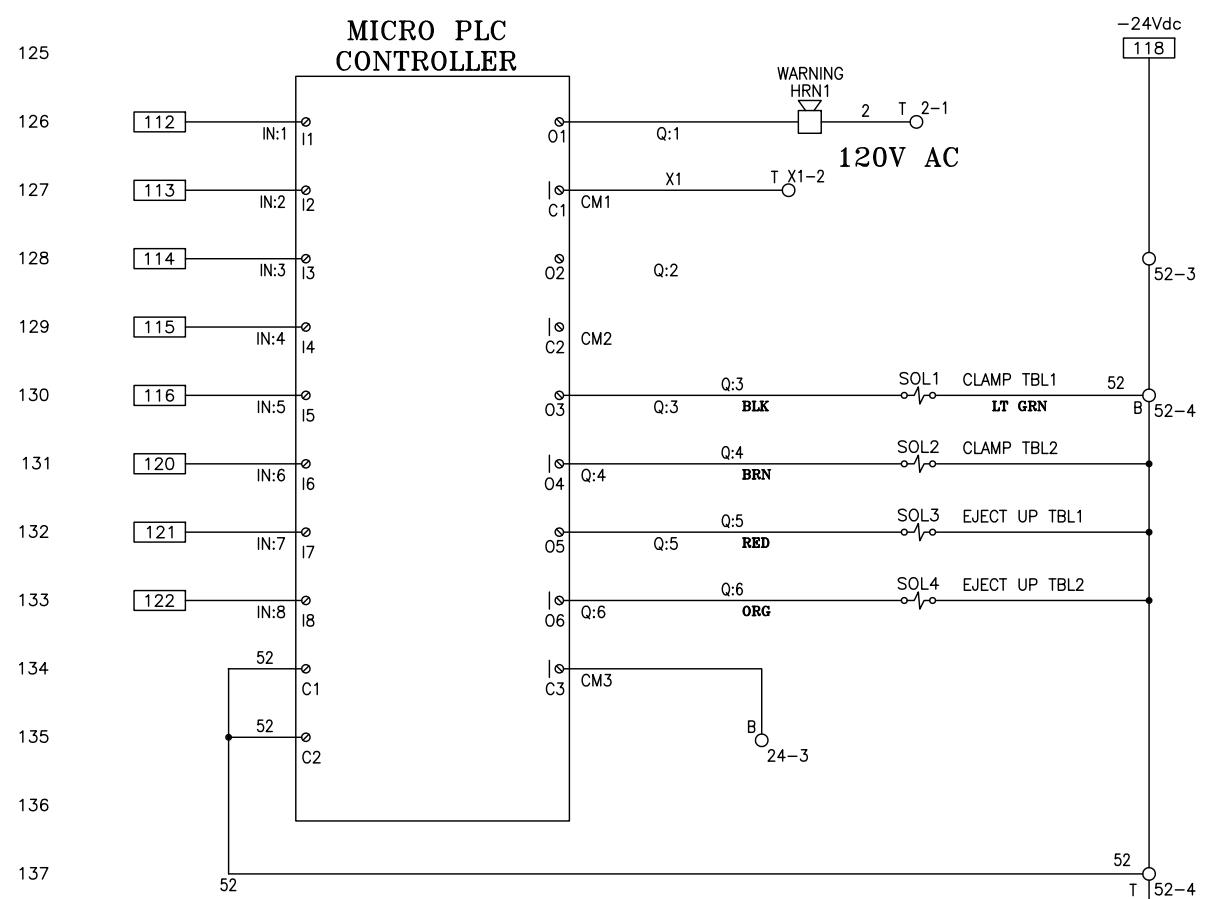 MICRO PLC
CONTROLLER
-24Vdc
118
125
WARNING
HRN1
126
112
IN:1
I1
O1
Q:1
2
T
2-1
120V AC
127
113
IN:2
I2
C1
CM1
X1
T X1-2
128
114
IN:3
I3
O2
Q:2
52-3
129
115
IN:4
I4
C2
CM2
130
116
IN:5
I5
O3
Q:3
Q:3
BLK
SOL1
CLAMP TBL1
LT GRN
52
B
52-4
131
120
IN:6
I6
O4
Q:4
Q:4
BRN
SOL2
CLAMP TBL2
132
121
IN:7
I7
O5
Q:5
Q:5
RED
SOL3
EJECT UP TBL1
133
122
IN:8
I8
O6
Q:6
Q:6
ORG
SOL4
EJECT UP TBL2
134
52
C1
C3
CM3
135
52
C2
B
24-3
136
137
52
52
T
52-4